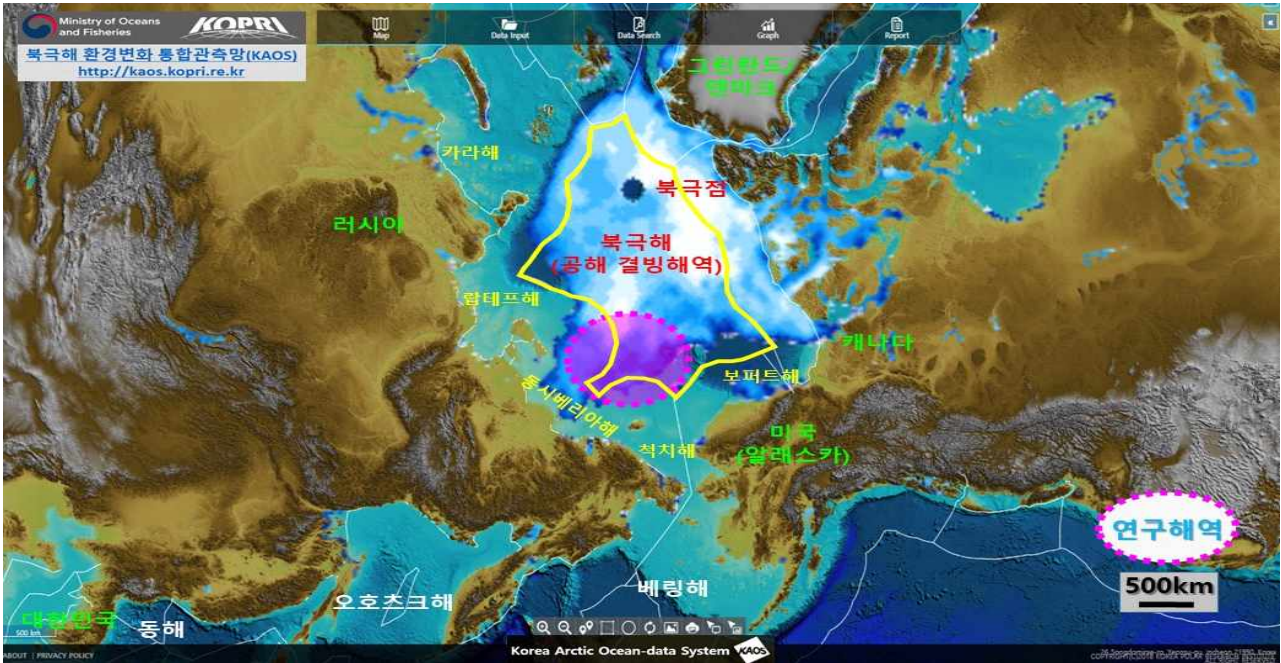 Ministry of Oceans
and Fisheries
KOPRI
북극해 환경변화 통합관측망(KAOS)
http://kaos.kopri.re.kr
Map
Data Input
Data Search
Graph
Report
그린란드/
덴마크
카라해
북극점
러시아
북극해
(공해 결빙해역)
랍테프해
캐나다
보퍼트해
동시베리아해
척치해
미국
(알래스카)
연구해역
500km
베링해
오호츠크해
대한민국
동해
500 km
Korea Arctic Ocean-data System KAOS
ABOUT | PRIVACY POLICY